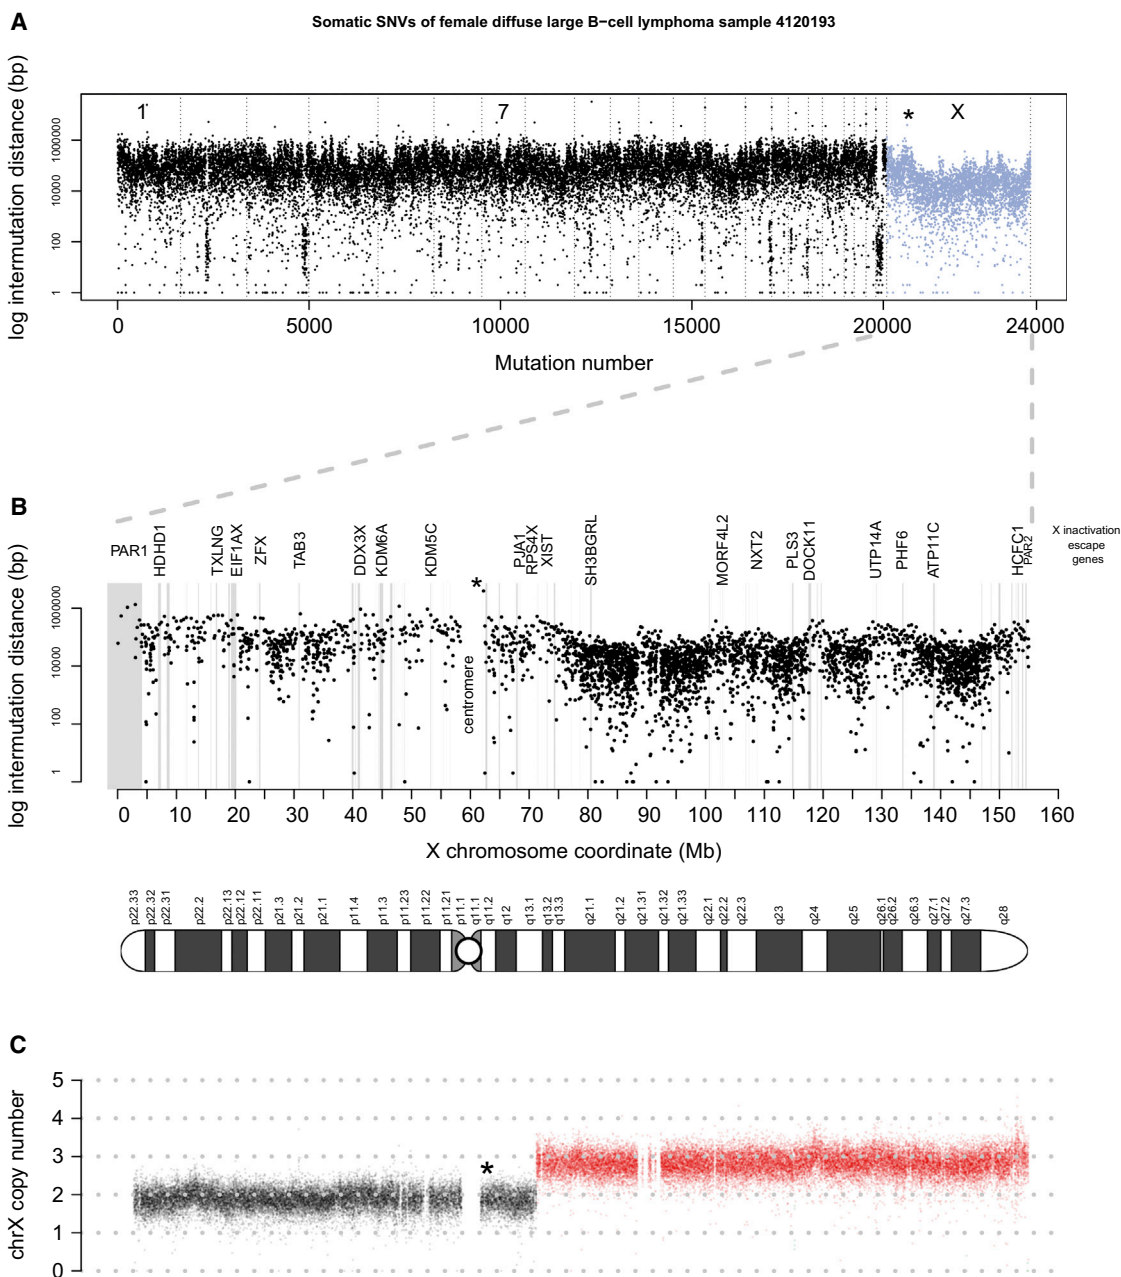 A
Somatic SNVs of female diffuse large B−cell lymphoma sample 4120193
log intermutation distance (bp)
1000000
10000
100
1
1
7
*
X
0 5000 10000 15000 20000 24000
Mutation number
B
PAR1
HDHD1
TXLNG
EIF1AX
ZFX
TAB3
DDX3X
KDM6A
KDM5C
PJA1
RPS4X
XIST
SH3BGRL
MORF4L2
NXT2
PLS3
DOCK11
UTP14A
PHF6
ATP11C
HCFC1
PAR2
X inactivation
escape
genes
log intermutation distance (bp)
1000000
10000
100
1
*
centromere
0 10 20 30 40 50 60 70 80 90 100 110 120 130 140 150 160
X chromosome coordinate (Mb)
p22.33
p22.32
p22.31
p22.2
p22.13
p22.12
p22.11
p21.3
p21.2
p21.1
p11.4
p11.3
p11.23
p11.22
p11.21
p11.1
q11.1
q11.2
q12
q13.1
q13.2
q13.3
q21.1
q21.2
q21.31
q21.32
q21.33
q22.1
q22.2
q22.3
q23
q24
q25
q26.1
q26.2
q26.3
q27.1
q27.2
q27.3
q28
C
chrX copy number
5
4
3
2
1
0
*